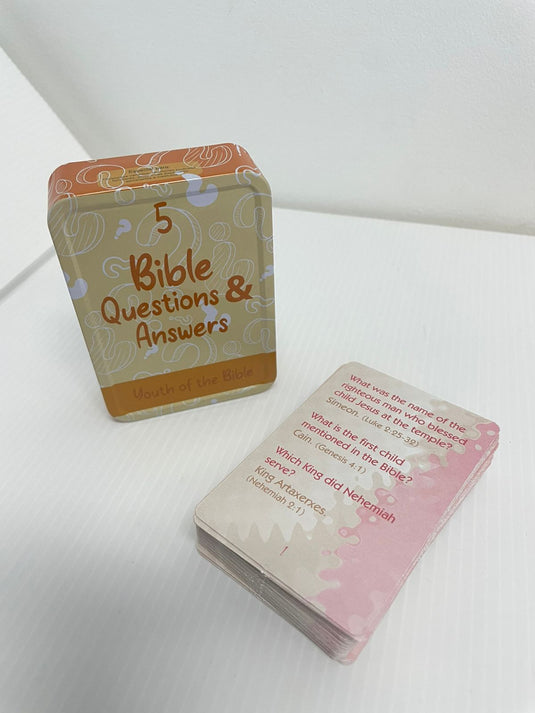 5
Bible
Questions &
Answers
Youth of the Bible
What was the name of the
righteous man who blessed
child Jesus at the temple?
Simeon. (Luke 2:25-32)
What is the first child
mentioned in the Bible?
Cain. (Genesis 4:1)
Which King did Nehemiah
serve?
King Artaxerxes.
(Nehemiah 2:1)
1